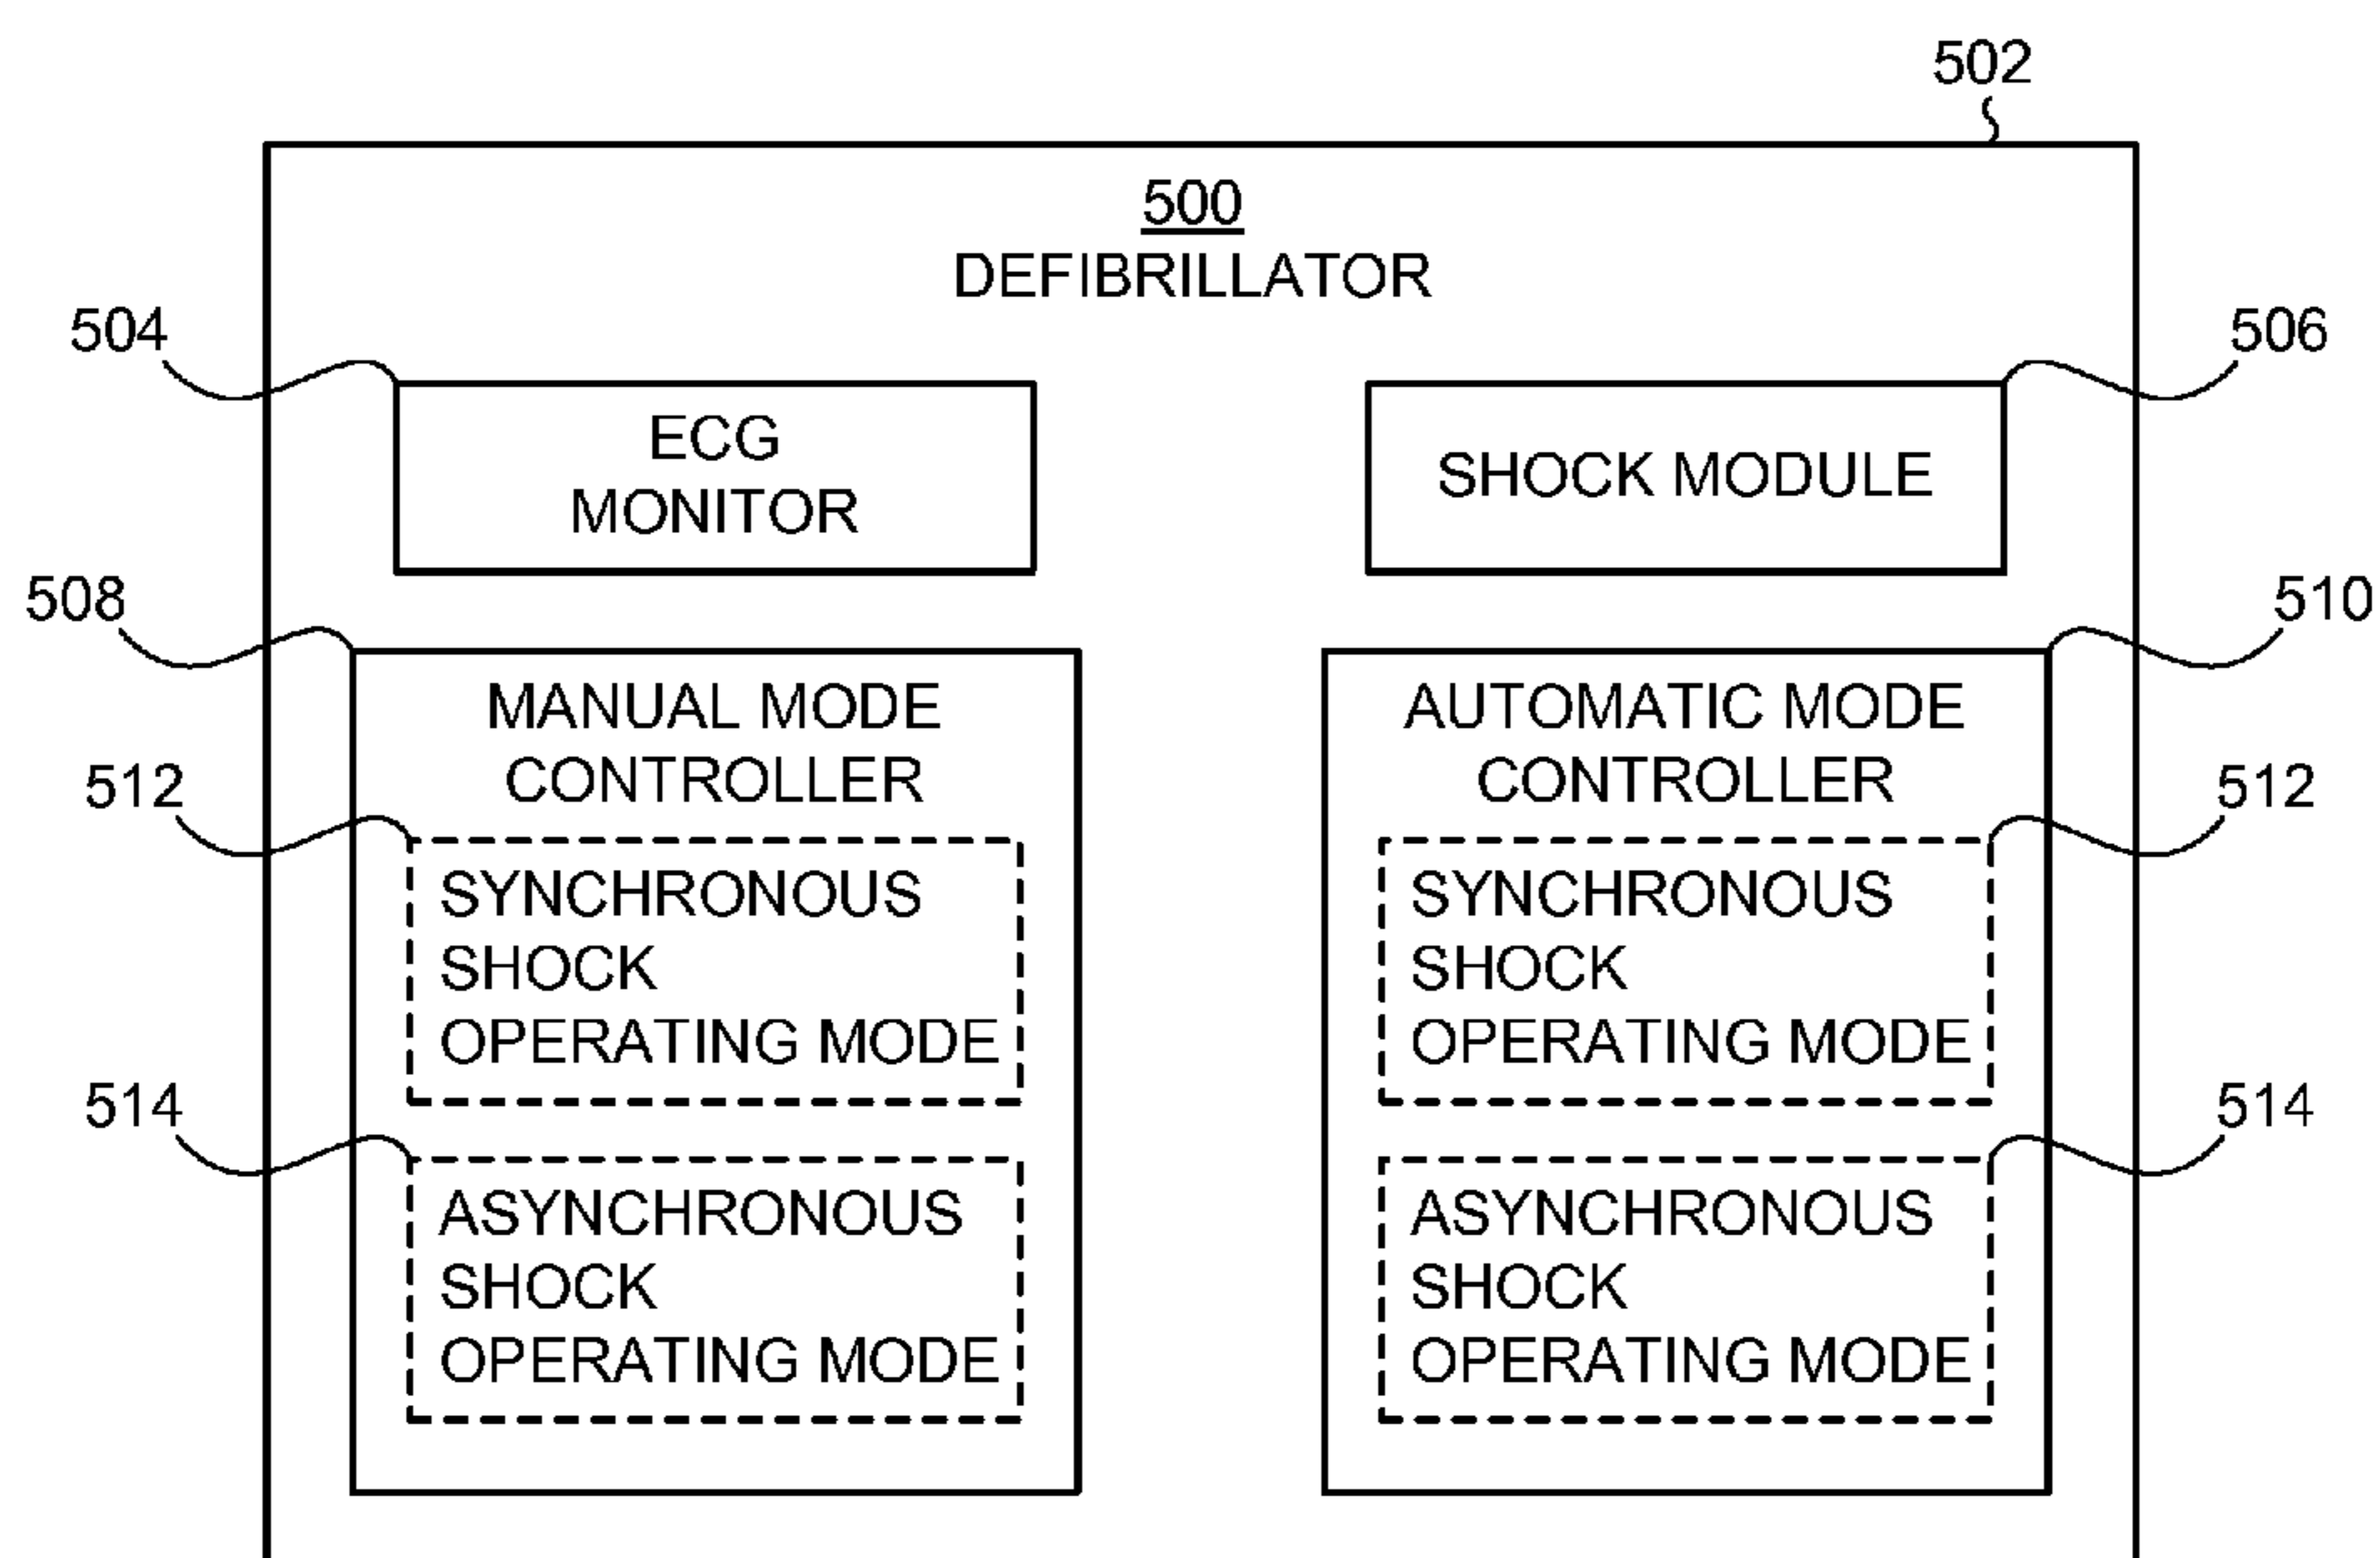 502
500
DEFIBRILLATOR
504
506
ECG
MONITOR
SHOCK MODULE
508
510
MANUAL MODE
CONTROLLER
AUTOMATIC MODE
CONTROLLER
512
512
SYNCHRONOUS
SHOCK
OPERATING MODE
SYNCHRONOUS
SHOCK
OPERATING MODE
514
514
ASYNCHRONOUS
SHOCK
OPERATING MODE
ASYNCHRONOUS
SHOCK
OPERATING MODE